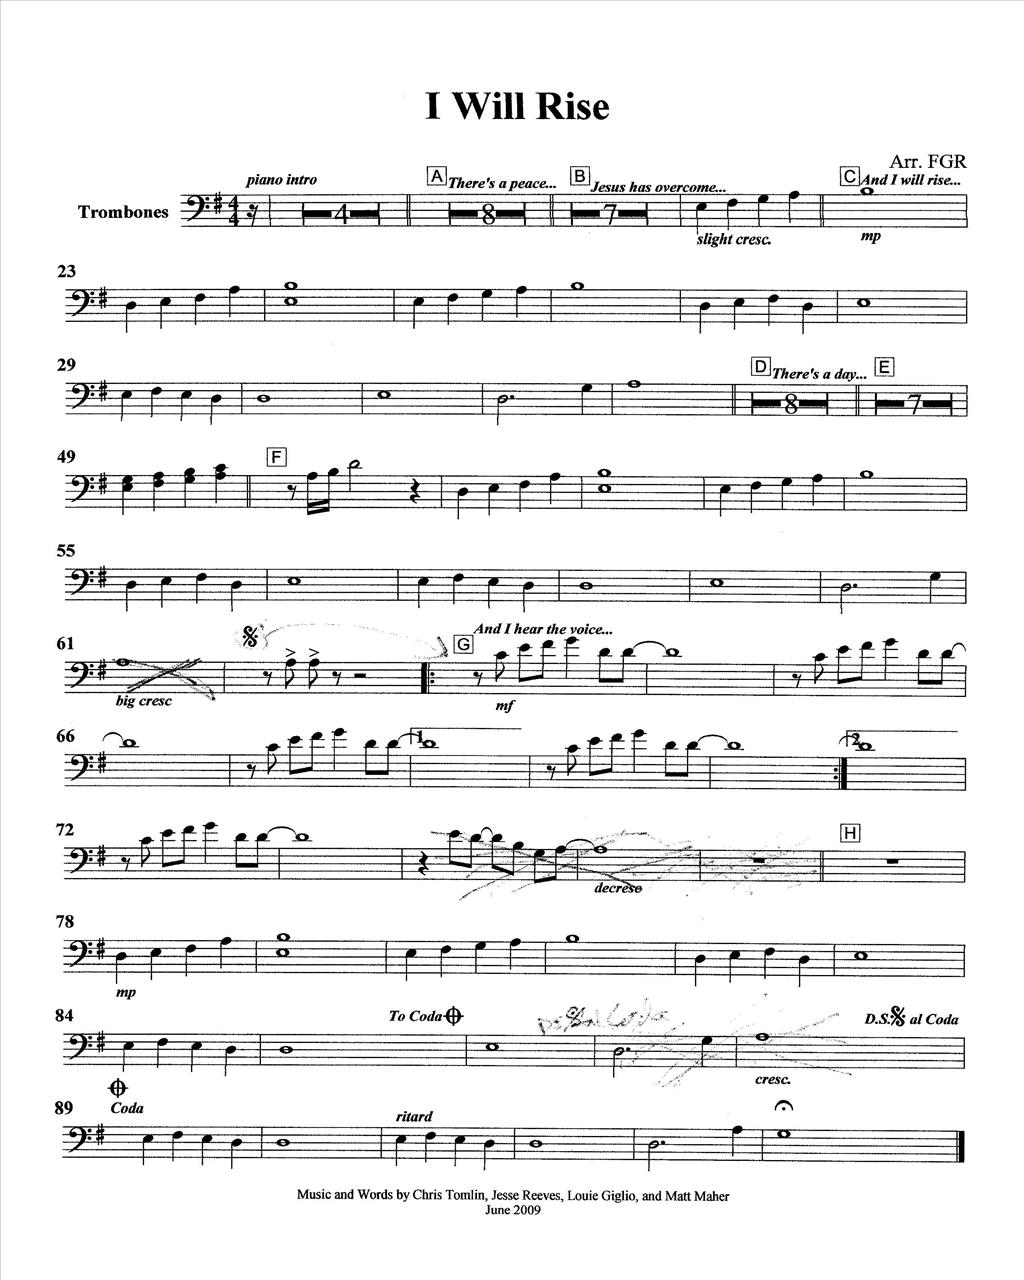 I Will Rise
Arr. FGR
piano intro
A There's a peace...
B Jesus has overcome...
C And I will rise...
Trombones
4 4 4 8 7
slight cresc.
mp
23
29
D There's a day...
E
8 7
49
F
55
61
And I hear the voice...
G
big cresc
mf
66
1
2
72
H
decresc
78
mp
84
To Coda
D.S. al Coda
D.S. al Coda
cresc.
89
Coda
ritard
Music and Words by Chris Tomlin, Jesse Reeves, Louie Giglio, and Matt Maher
June 2009